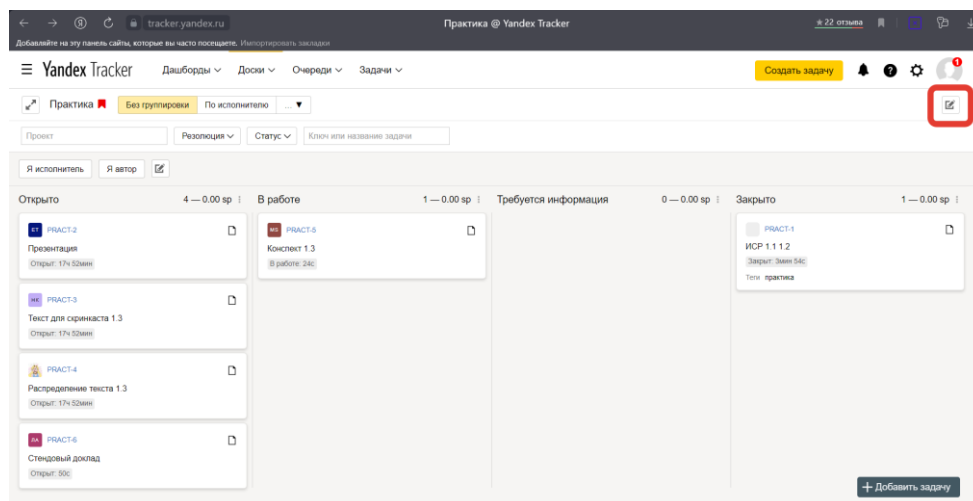 tracker.yandex.ru Практика @ Yandex Tracker ★ 22 отзыва
Добавляйте на эту панель сайты, которые вы часто посещаете. Импортировать закладки
Yandex Tracker Дашборды Доски Очереди Задачи Создать задачу 1
Практика Без группировки По исполнителю ... ▼
Проект Резолюция Статус Ключ или название задачи
Я исполнитель Я автор
Открыто 4 — 0.00 sp В работе 1 — 0.00 sp Требуется информация 0 — 0.00 sp Закрыто 1 — 0.00 sp
ET PRACT-2
Презентация
Открыт: 17ч 52мин
НК PRACT-3
Текст для скринкаста 1.3
Открыт: 17ч 52мин
PRACT-4
Распределение текста 1.3
Открыт: 17ч 52мин
PRACT-6
Стендовый доклад
Открыт: 50с
PRACT-5
Конспект 1.3
В работе: 24с
PRACT-1
ИСР 1.1 1.2
Закрыт: 3мин 54с
Теги практика
+ Добавить задачу